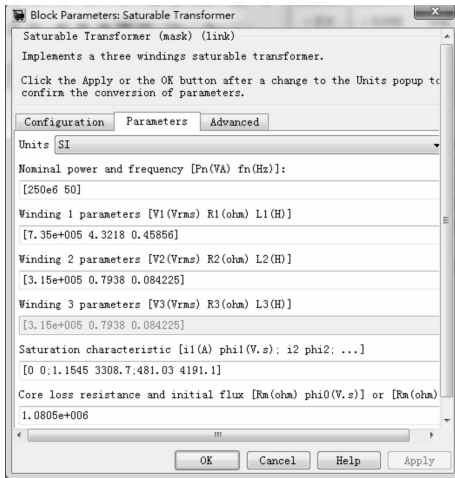 Block Parameters: Saturable Transformer
Saturable Transformer (mask) (link)
Implements a three windings saturable transformer.
Click the Apply or the OK button after a change to the Units popup to
confirm the conversion of parameters.
Configuration Parameters Advanced
Units SI
Nominal power and frequency [Pn(VA) fn(Hz)]:
[250e6 50]
Winding 1 parameters [V1(Vrms) R1(ohm) L1(H)]
[7.35e+005 4.3218 0.45856]
Winding 2 parameters [V2(Vrms) R2(ohm) L2(H)]
[3.15e+005 0.7938 0.084225]
Winding 3 parameters [V3(Vrms) R3(ohm) L3(H)]
[3.15e+005 0.7938 0.084225]
Saturation characteristic [i1(A) phi1(V.s); i2 phi2; ...]
[0 0;1.1545 3308.7;481.03 4191.1]
Core loss resistance and initial flux [Rm(ohm) phi0(V.s)] or [Rm(ohm)
1.0805e+006
OK Cancel Help Apply